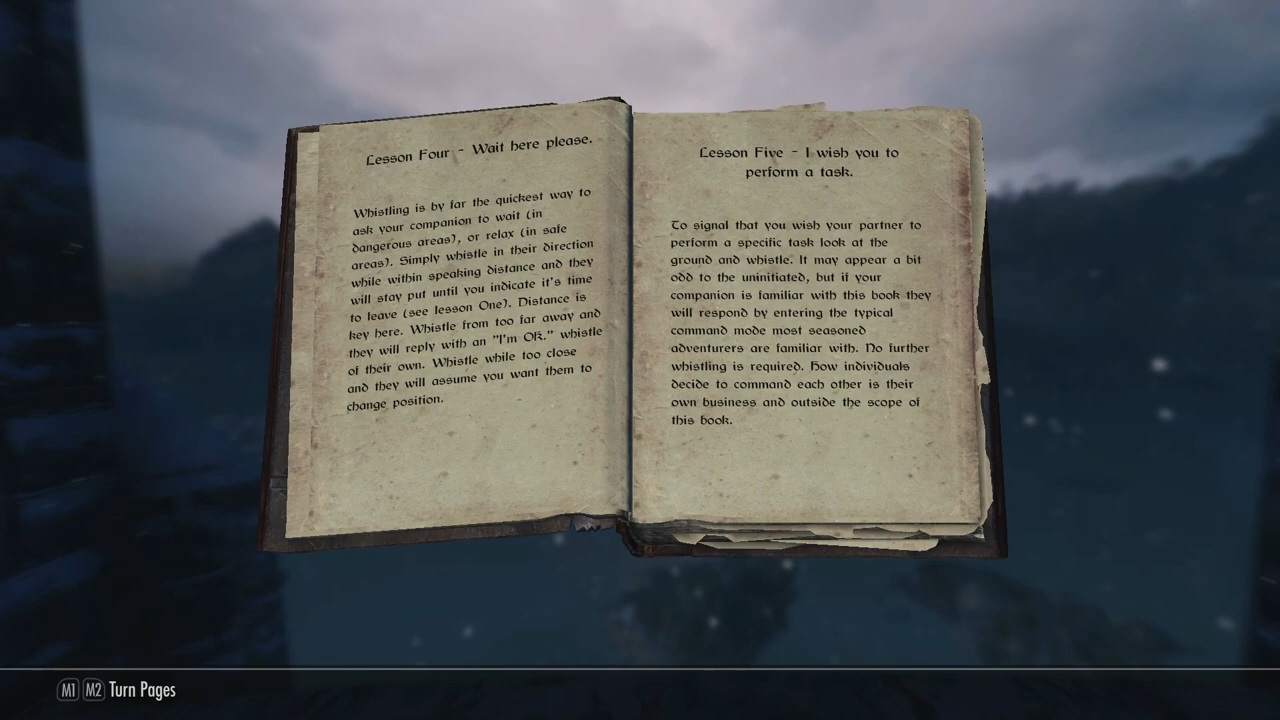 Lesson Four - Wait here please.
Whistling is by far the quickest way to
ask your companion to wait (in
dangerous areas), or relax (in safe
areas). Simply whistle in their direction
while within speaking distance and they
will stay put until you indicate it's time
to leave (see lesson One). Distance is
key here. Whistle from too far away and
they will reply with an "I'm OK." whistle
of their own. Whistle while too close
and they will assume you want them to
change position.
Lesson Five - I wish you to
perform a task.
To signal that you wish your partner to
perform a specific task look at the
ground and whistle. It may appear a bit
odd to the uninitiated, but if your
companion is familiar with this book they
will respond by entering the typical
command mode most seasoned
adventurers are familiar with. No further
whistling is required. How individuals
decide to command each other is their
own business and outside the scope of
this book.
M1 M2 Turn Pages